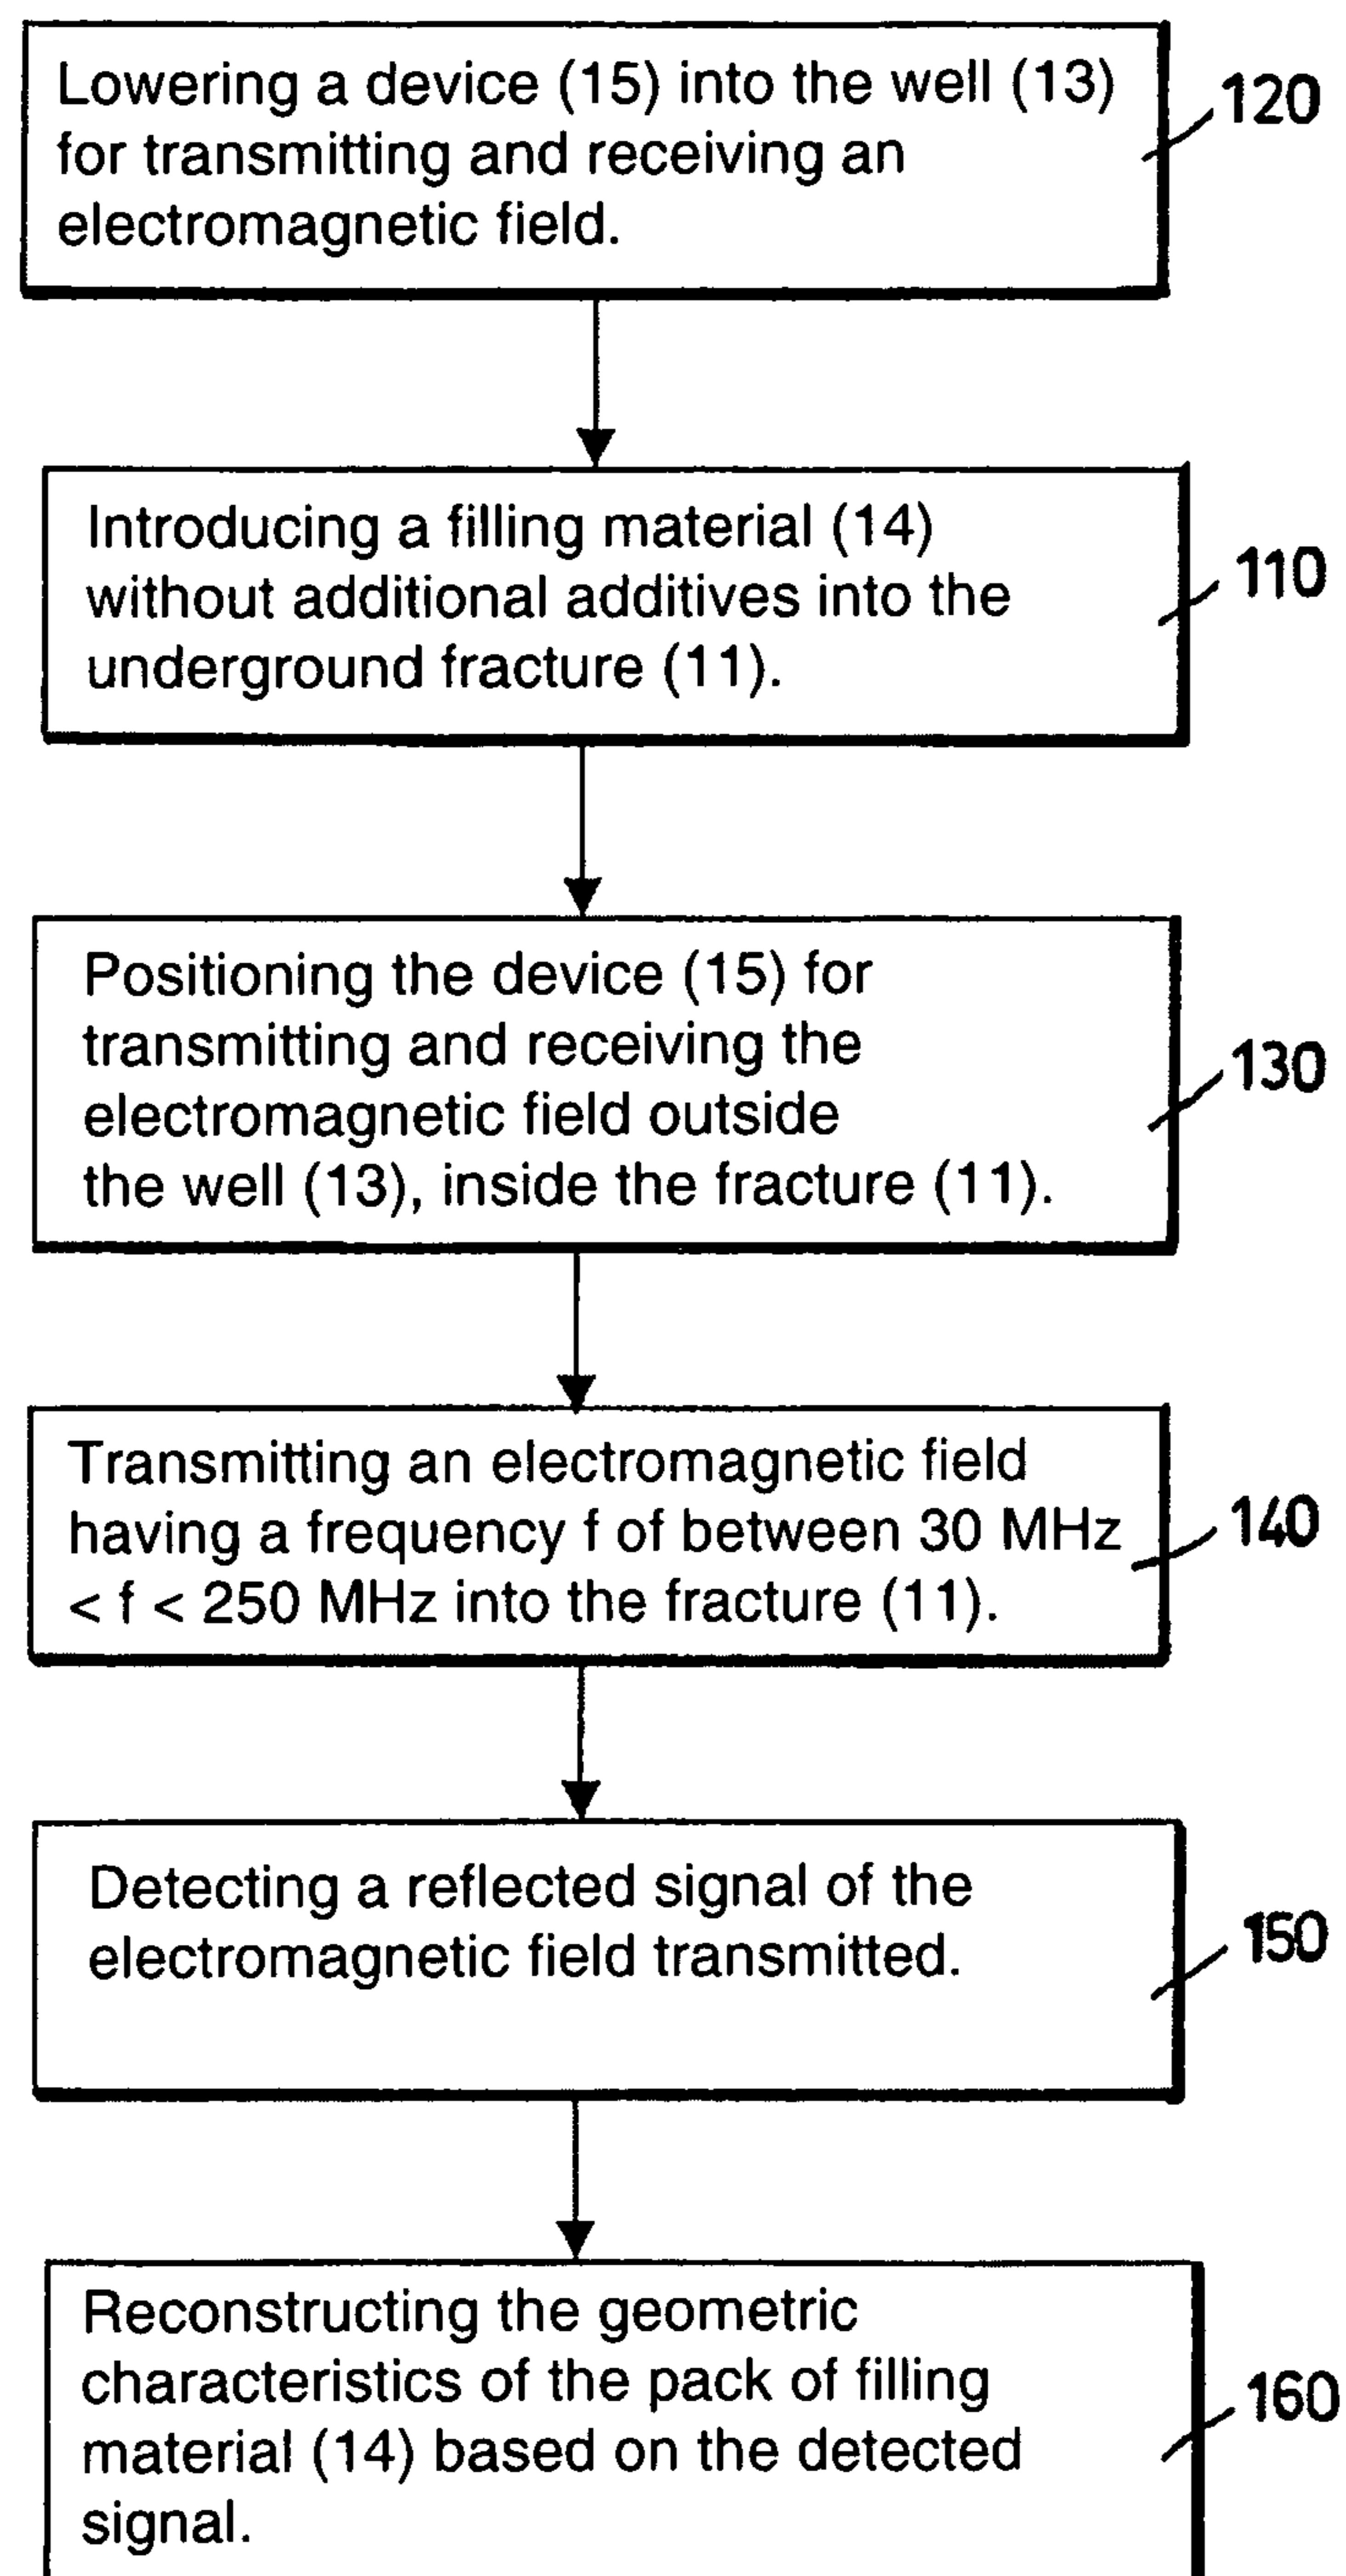 Lowering a device (15) into the well (13)
for transmitting and receiving an
electromagnetic field.
120
Introducing a filling material (14)
without additional additives into the
underground fracture (11).
110
Positioning the device (15) for
transmitting and receiving the
electromagnetic field outside
the well (13), inside the fracture (11).
130
Transmitting an electromagnetic field
having a frequency f of between 30 MHz
< f < 250 MHz into the fracture (11).
140
Detecting a reflected signal of the
electromagnetic field transmitted.
150
Reconstructing the geometric
characteristics of the pack of filling
material (14) based on the detected
signal.
160